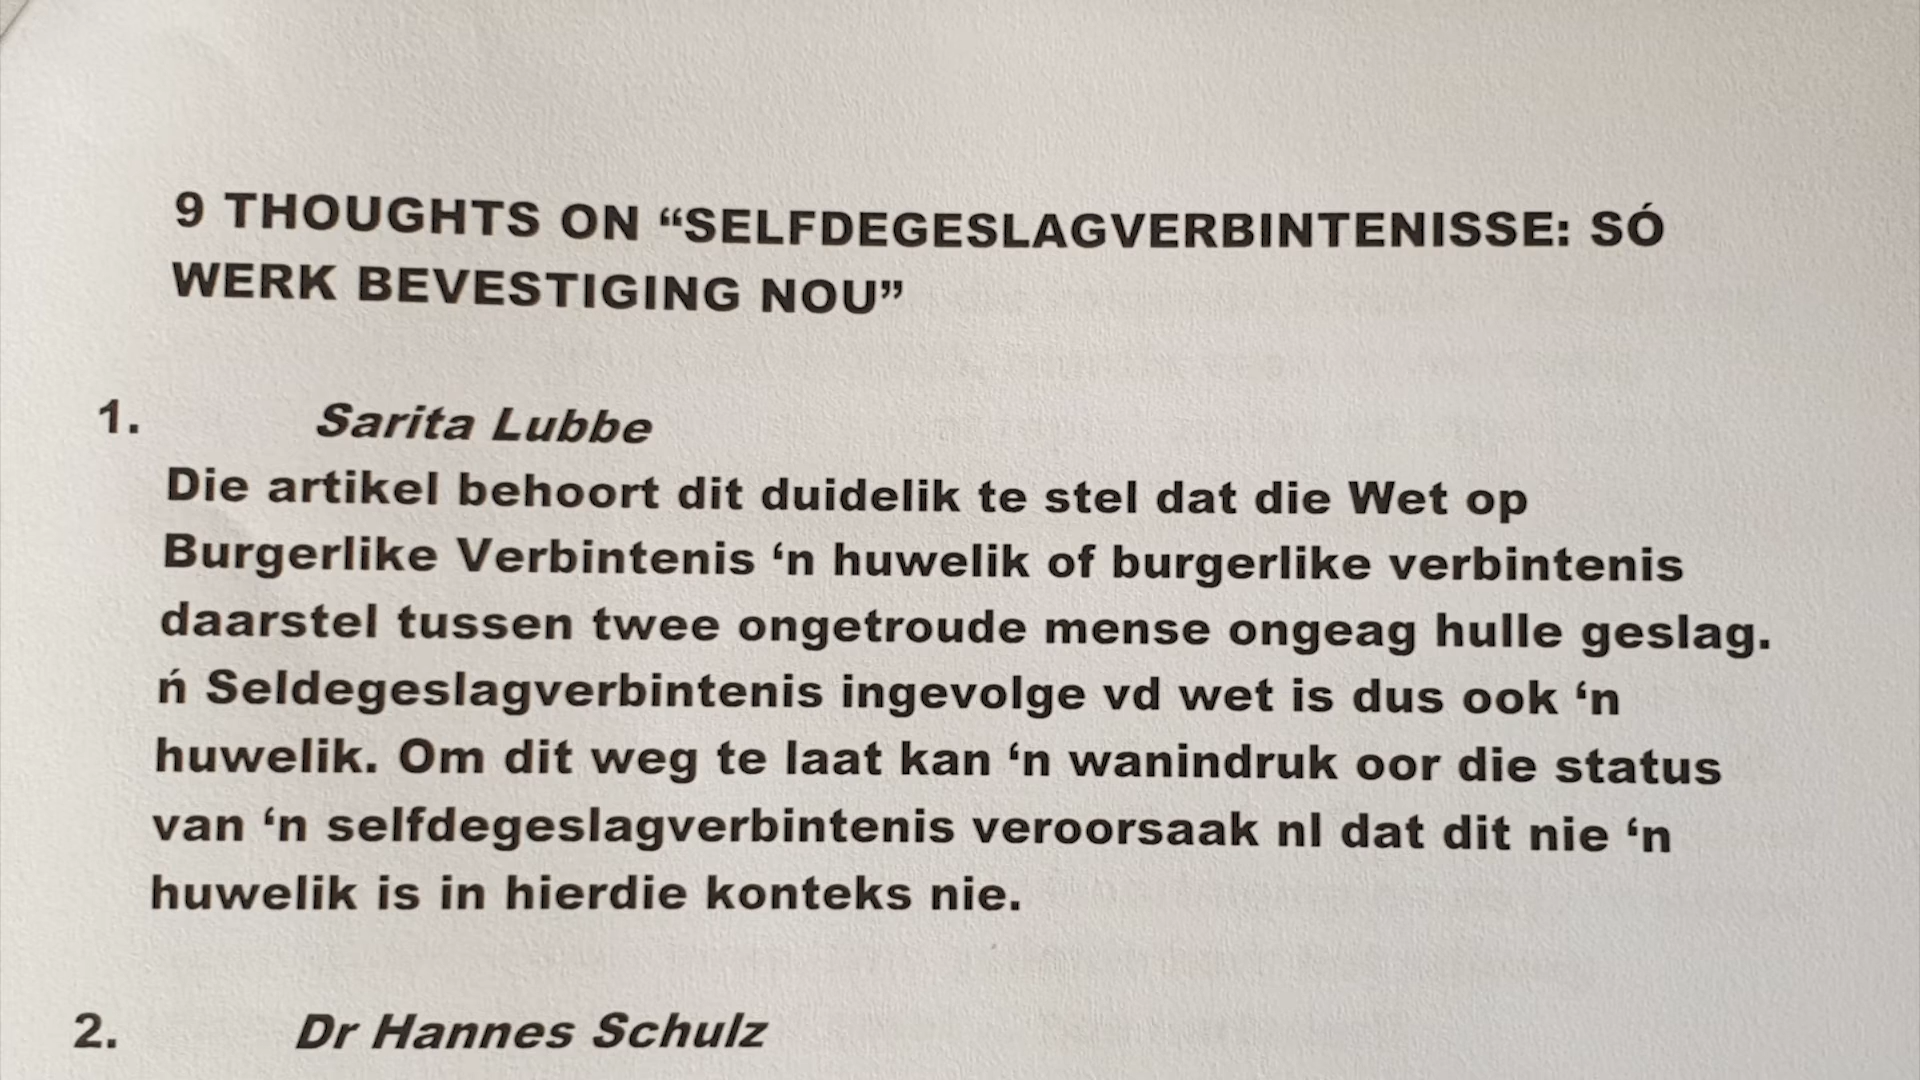 9 THOUGHTS ON “SELFDEGESLAGVERBINTENISSE: SÓ
WERK BEVESTIGING NOU”
1. Sarita Lubbe
Die artikel behoort dit duidelik te stel dat die Wet op
Burgerlike Verbintenis ‘n huwelik of burgerlike verbintenis
daarstel tussen twee ongetroude mense ongeag hulle geslag.
ń Seldegeslagverbintenis ingevolge vd wet is dus ook ‘n
huwelik. Om dit weg te laat kan ‘n wanindruk oor die status
van ‘n selfdegeslagverbintenis veroorsaak nl dat dit nie ‘n
huwelik is in hierdie konteks nie.
2. Dr Hannes Schulz